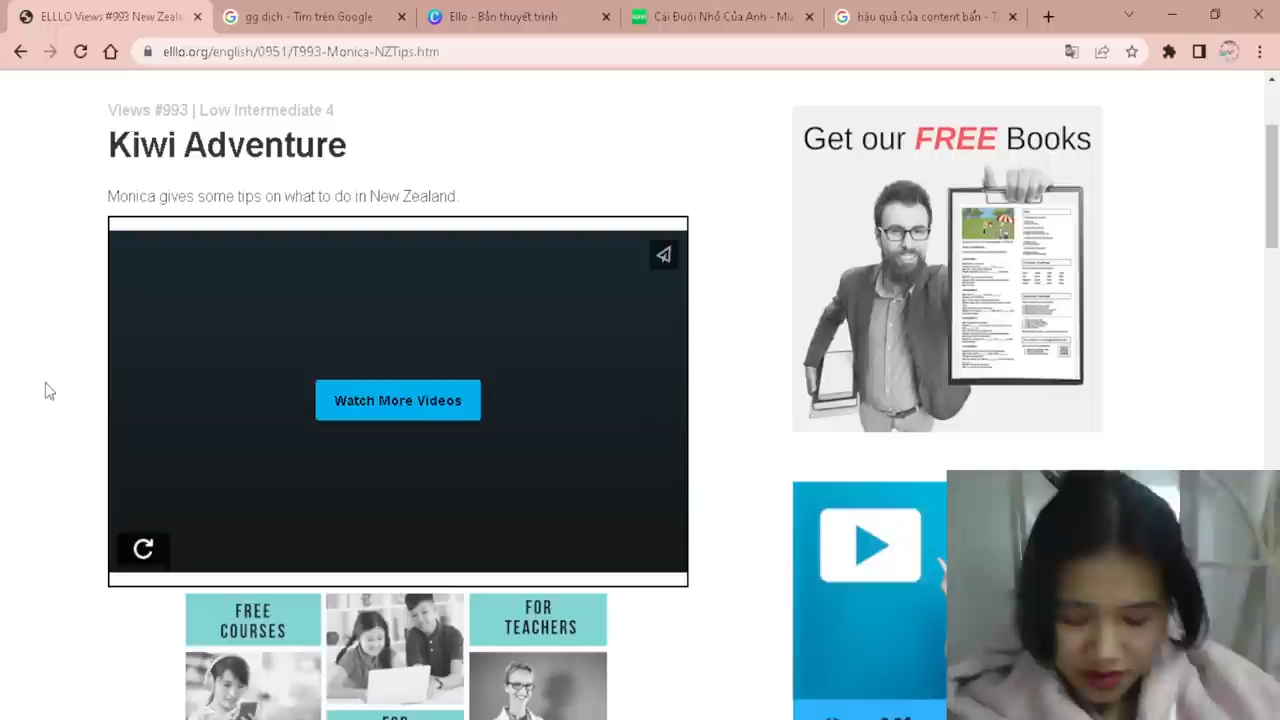 ELLLO Views #993 New Zeala
gg dịch - Tìm trên Google
Ello - Bản thuyết trình
Cái Đuôi Nhỏ Của Anh - Mù
hậu quả của content bẩn - T
elllo.org/english/0951/T993-Monica-NZTips.htm
Views #993 | Low Intermediate 4
Kiwi Adventure
Monica gives some tips on what to do in New Zealand.
Watch More Videos
Get our FREE Books
FREE
COURSES
FOR
TEACHERS
FOR